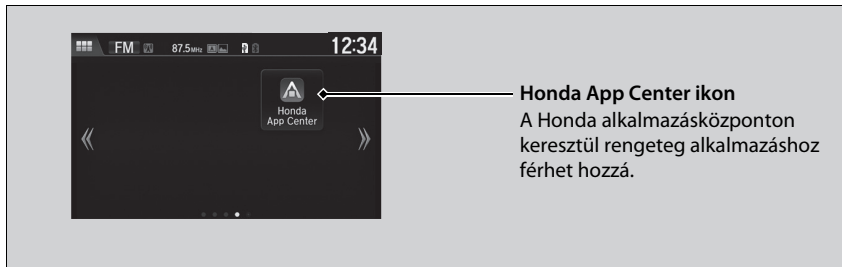 FM 87.5MHz 12:34
Honda
App Center
Honda App Center ikon
A Honda alkalmazásközponton
keresztül rengeteg alkalmazáshoz
férhet hozzá.